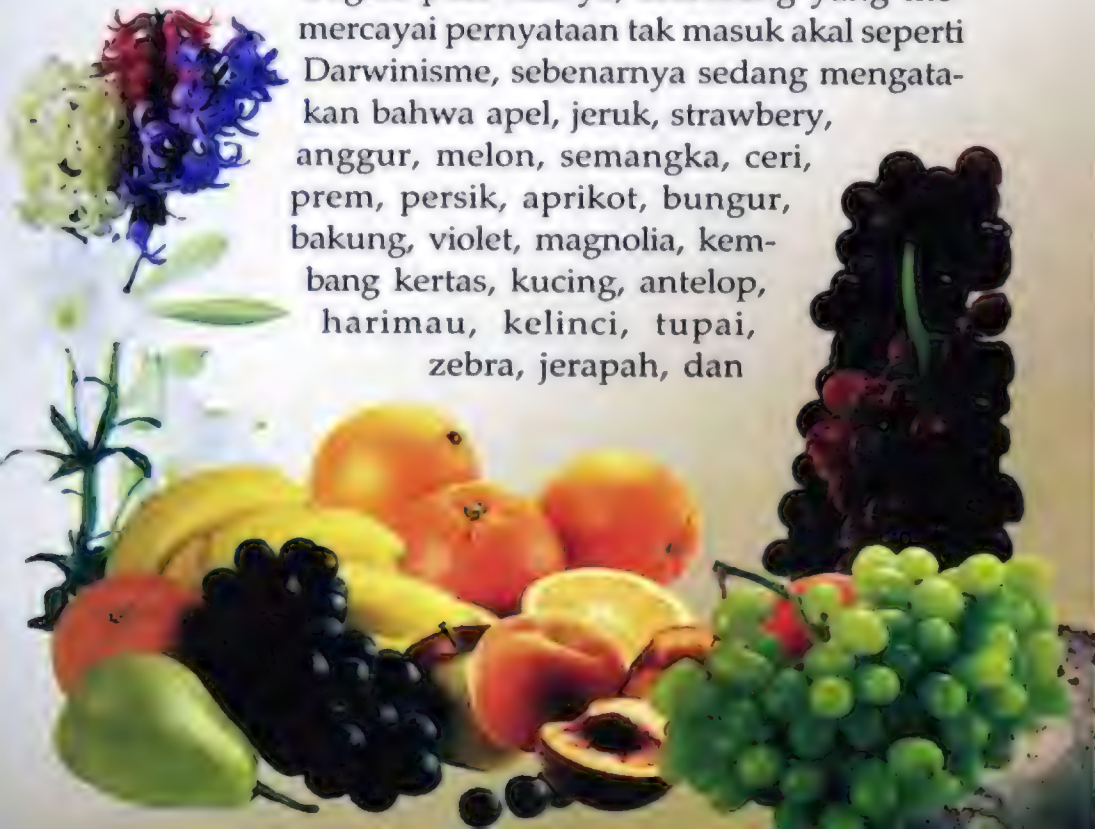 mercayai pernyataan tak masuk akal seperti
Darwinisme, sebenarnya sedang mengata-
kan bahwa apel, jeruk, strawbery,
anggur, melon, semangka, ceri,
prem, persik, aprikot, bungur,
bakung, violet, magnolia, kem-
bang kertas, kucing, antelop,
harimau, kelinci, tupai,
zebra, jerapah, dan